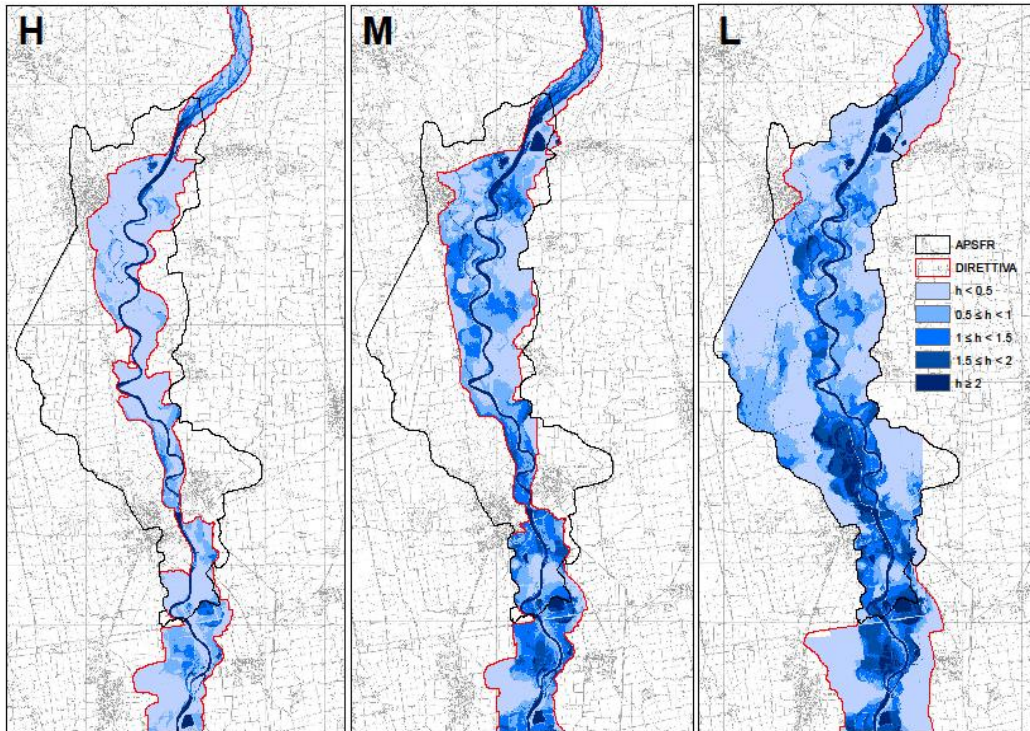 H
M
L
APSFR
DIRETTIVA
h < 0.5
0.5 ≤ h < 1
1 ≤ h < 1.5
1.5 ≤ h < 2
h ≥ 2